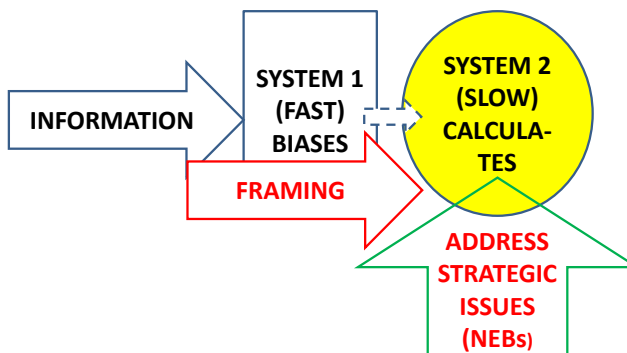 INFORMATION
SYSTEM 1
(FAST)
BIASES
SYSTEM 2
(SLOW)
CALCULA-
TES
FRAMING
ADDRESS
STRATEGIC
ISSUES
(NEBs)